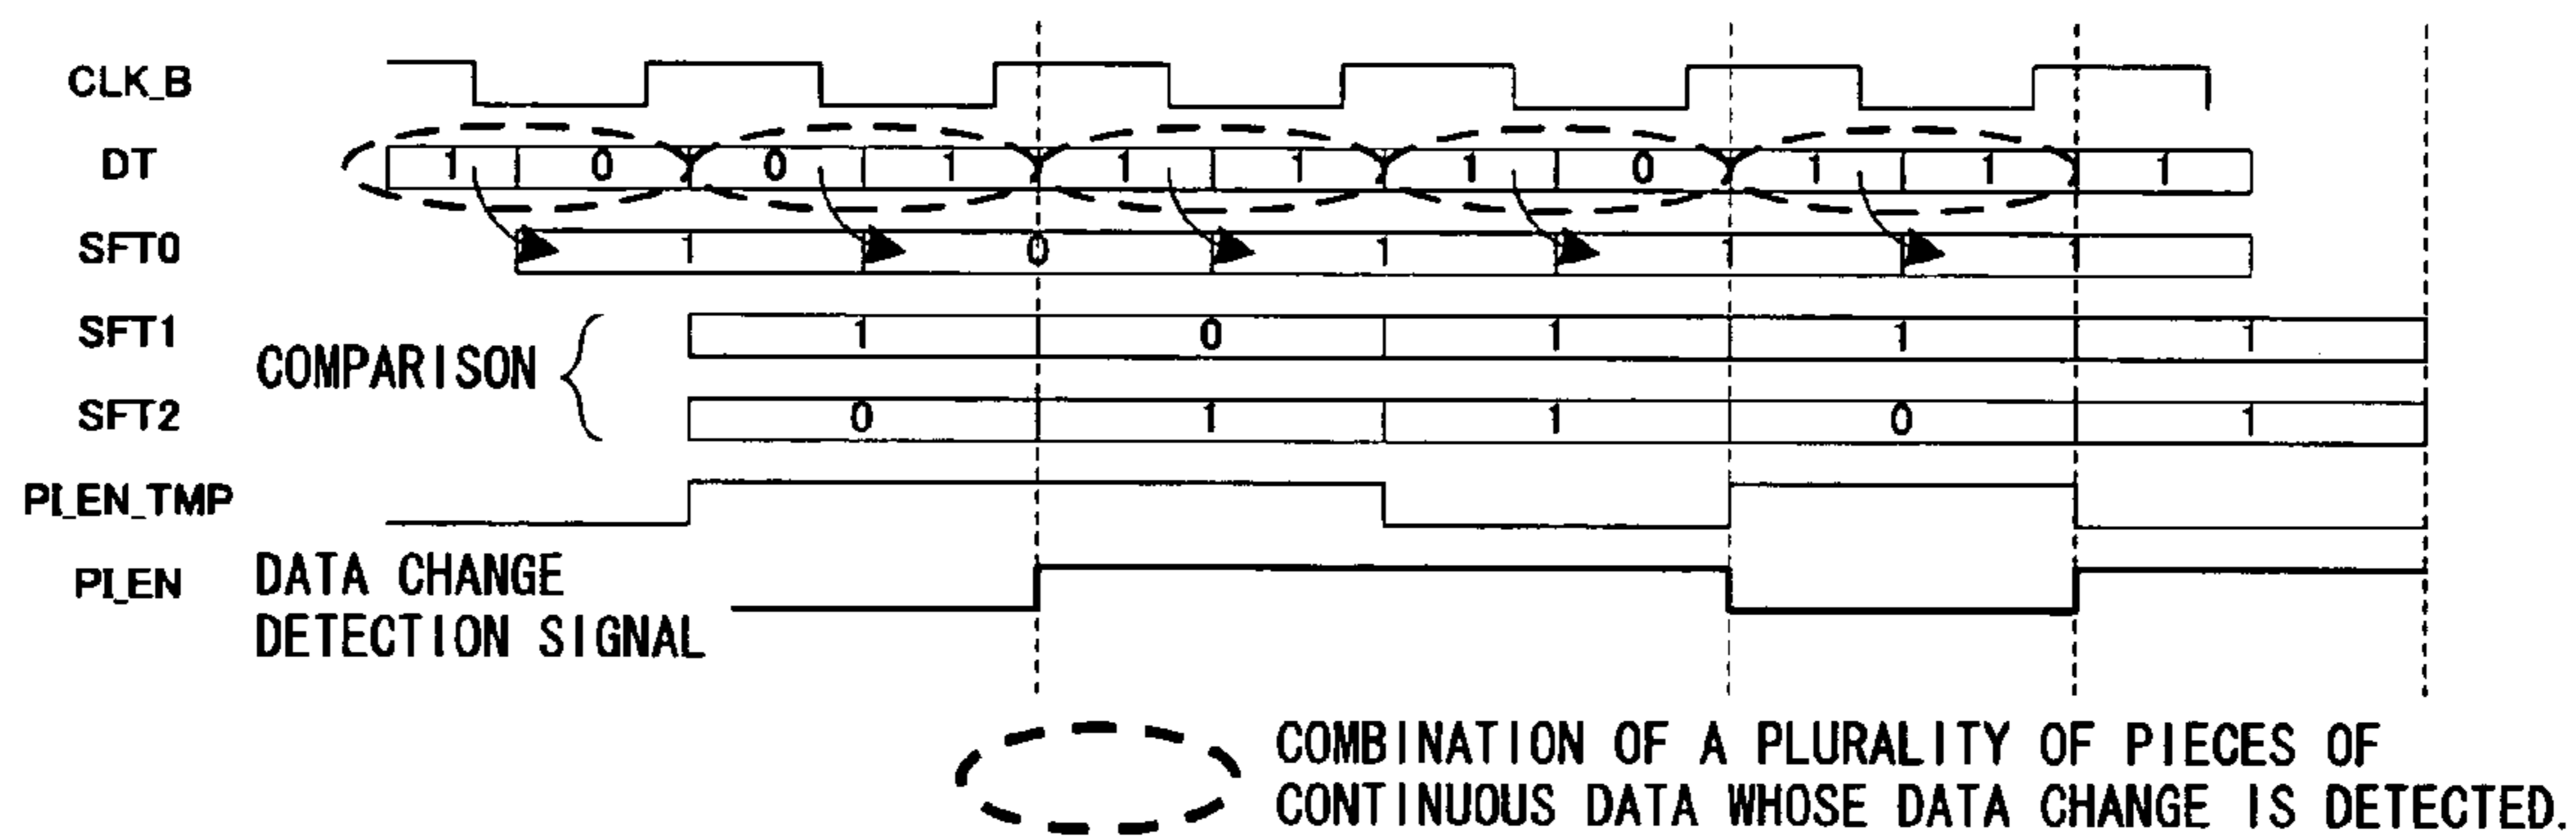 CLK_B
DT 1 0 0 1 1 1 1 0 1 1 1
SFT0 1 0 1 1 1
SFT1 1 0 1 1 1
COMPARISON
SFT2 0 1 1 0 1
PI_EN_TMP
PI_EN DATA CHANGE
DETECTION SIGNAL
COMBINATION OF A PLURALITY OF PIECES OF
CONTINUOUS DATA WHOSE DATA CHANGE IS DETECTED.